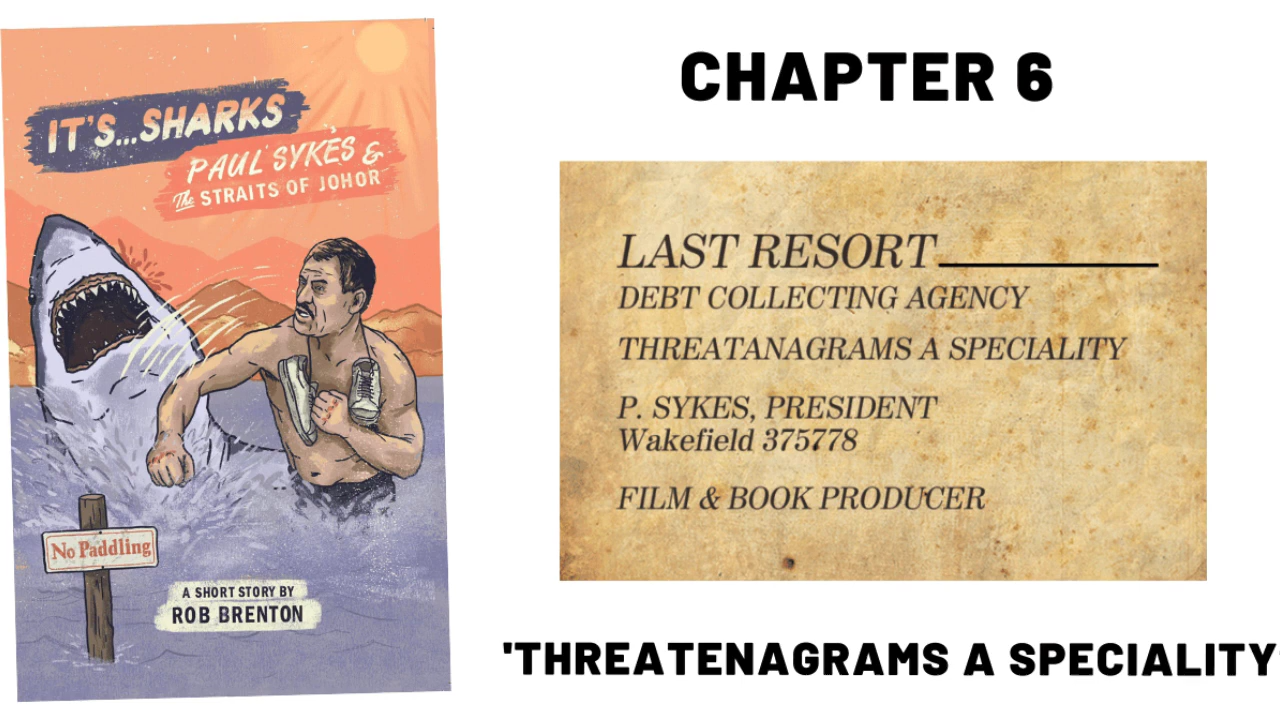 IT'S...SHARKS
PAUL SYKES &
The STRAITS OF JOHOR
No Paddling
A SHORT STORY BY
ROB BRENTON
CHAPTER 6
LAST RESORT
DEBT COLLECTING AGENCY
THREATANAGRAMS A SPECIALITY
P. SYKES, PRESIDENT
Wakefield 375778
FILM & BOOK PRODUCER
'THREATENAGRAMS A SPECIALITY'